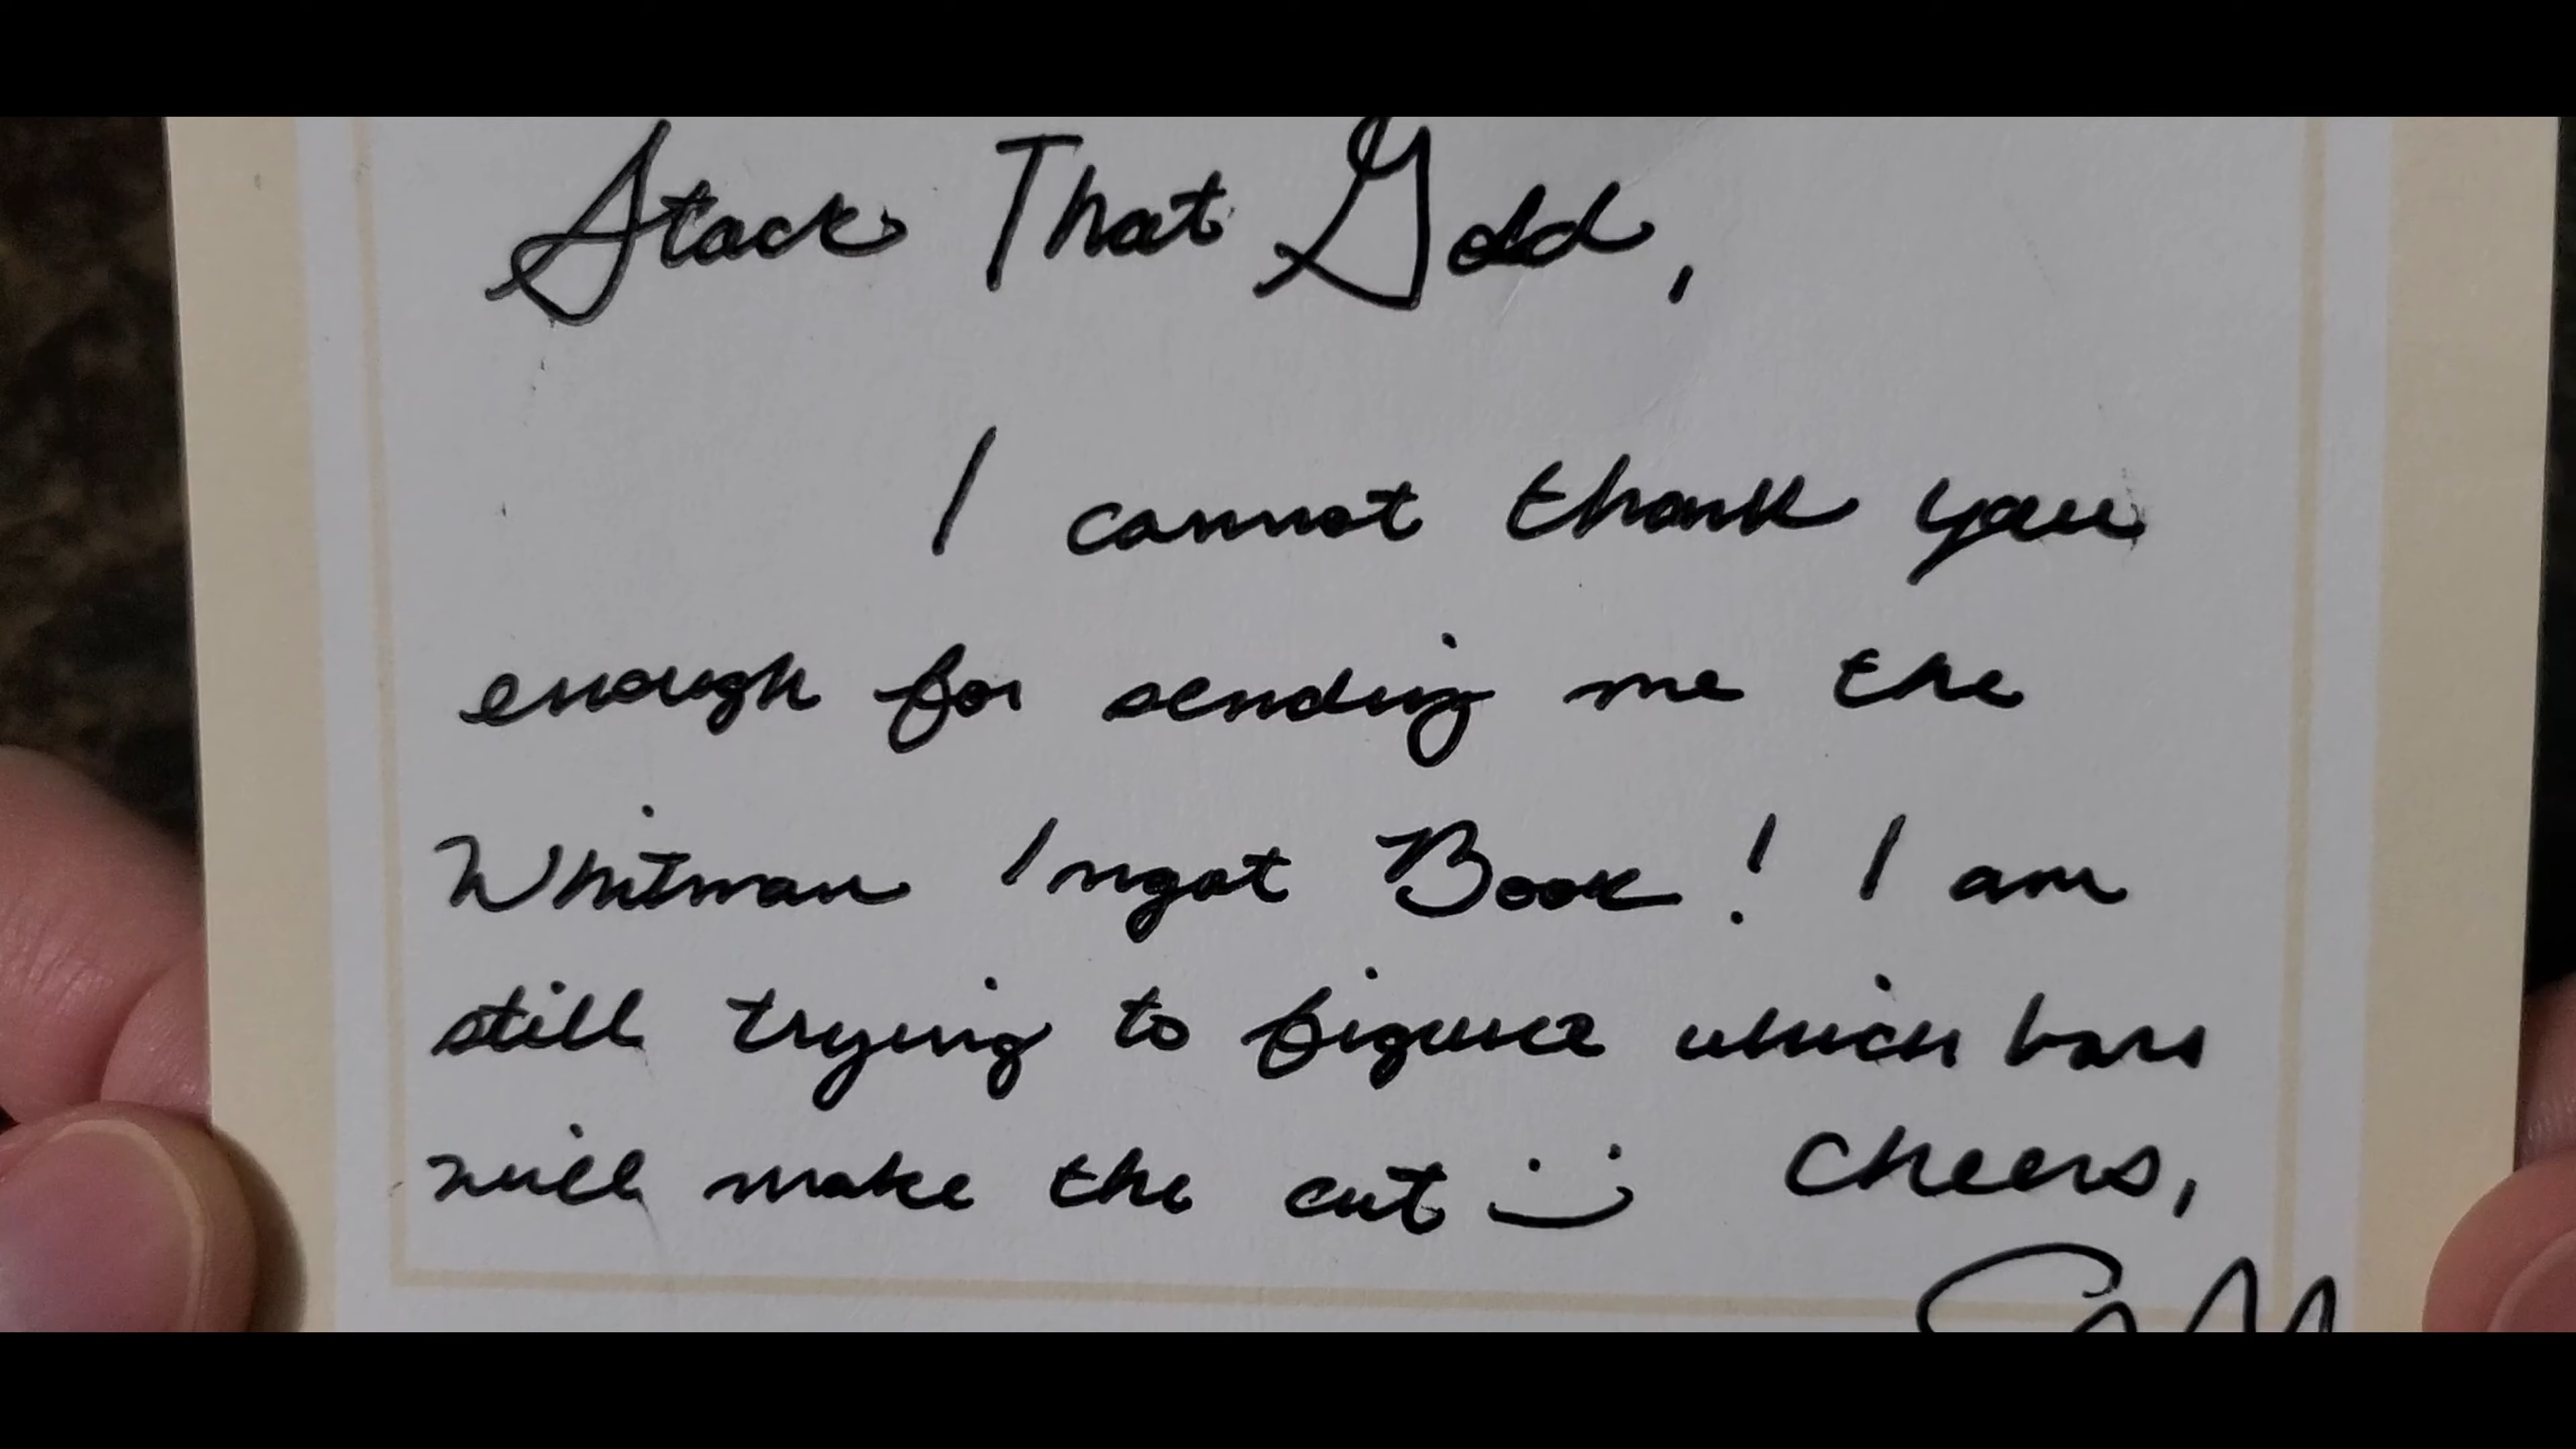 Stack That Gold,
I cannot thank you
enough for sending me the
Whitman Ingot Book! I am
still trying to figure which bars
will make the cut :) Cheers,